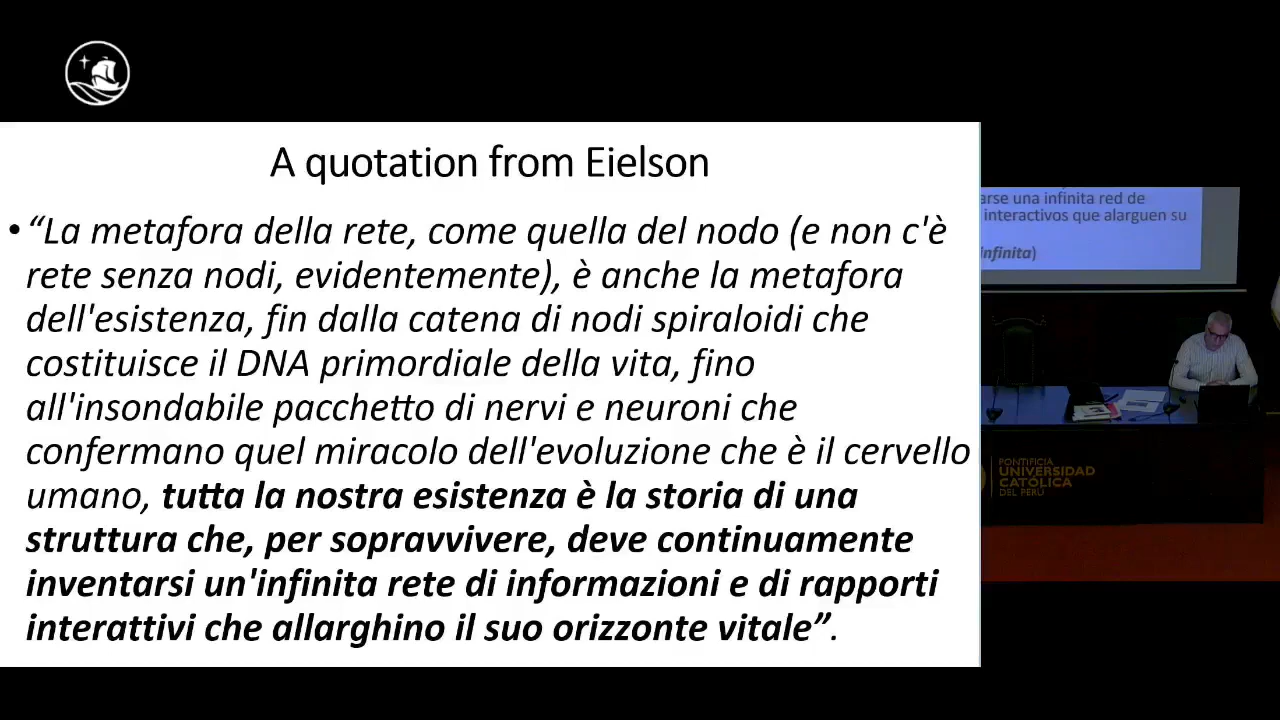 A quotation from Eielson
• “La metafora della rete, come quella del nodo (e non c'è
rete senza nodi, evidentemente), è anche la metafora
dell'esistenza, fin dalla catena di nodi spiraloidi che
costituisce il DNA primordiale della vita, fino
all'insondabile pacchetto di nervi e neuroni che
confermano quel miracolo dell'evoluzione che è il cervello
umano, tutta la nostra esistenza è la storia di una
struttura che, per sopravvivere, deve continuamente
inventarsi un'infinita rete di informazioni e di rapporti
interattivi che allarghino il suo orizzonte vitale”.
arse una infinita red de
interactivos que alarguen su
infinita)
PONTIFICIA
UNIVERSIDAD
CATÓLICA
DEL PERÚ